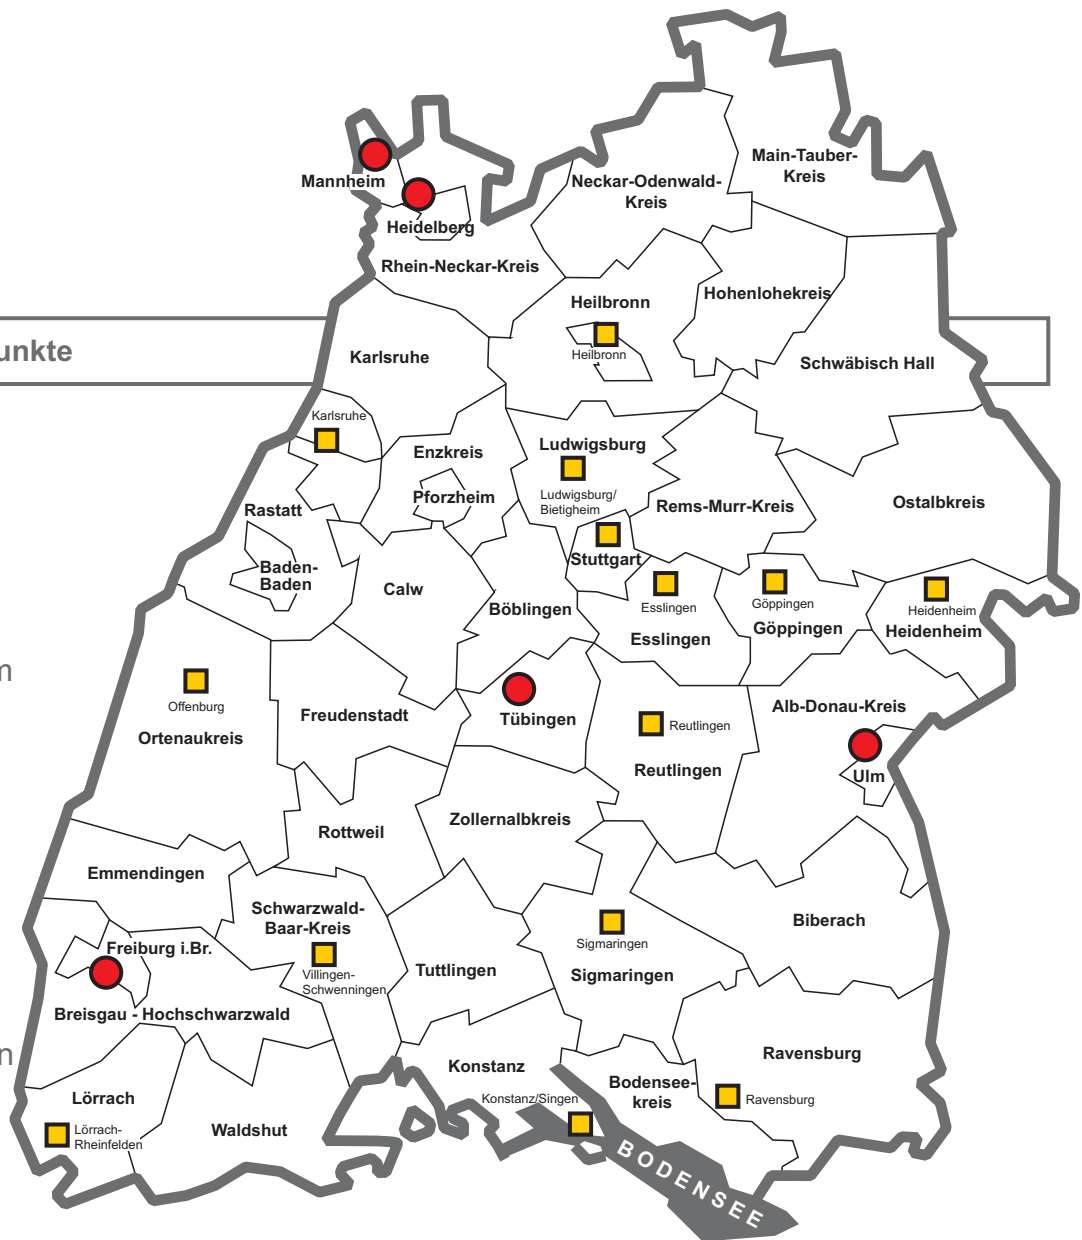 Main-Tauber-
Kreis
Mannheim
Neckar-Odenwald-
Kreis
Heidelberg
Rhein-Neckar-Kreis
Hohenlohekreis
Heilbronn
Heilbronn
unkte
Karlsruhe
Schwäbisch Hall
Karlsruhe
Enzkreis
Ludwigsburg
Pforzheim
Ludwigsburg/
Bietigheim
Rems-Murr-Kreis
Ostalbkreis
Rastatt
Stuttgart
Baden-
Baden
Calw
Böblingen
Esslingen
Esslingen
Göppingen
Göppingen
Heidenheim
Heidenheim
n
Offenburg
Ortenaukreis
Freudenstadt
Tübingen
Reutlingen
Reutlingen
Alb-Donau-Kreis
Ulm
Rottweil
Zollernalbkreis
Emmendingen
Schwarzwald-
Baar-Kreis
Villingen-
Schwenningen
Freiburg i.Br.
Breisgau - Hochschwarzwald
Tuttlingen
Sigmaringen
Sigmaringen
Biberach
n
Konstanz
Konstanz/Singen
Bodensee-
kreis
Ravensburg
Ravensburg
Lörrach
Lörrach-
Rheinfelden
Waldshut
BODENSEE